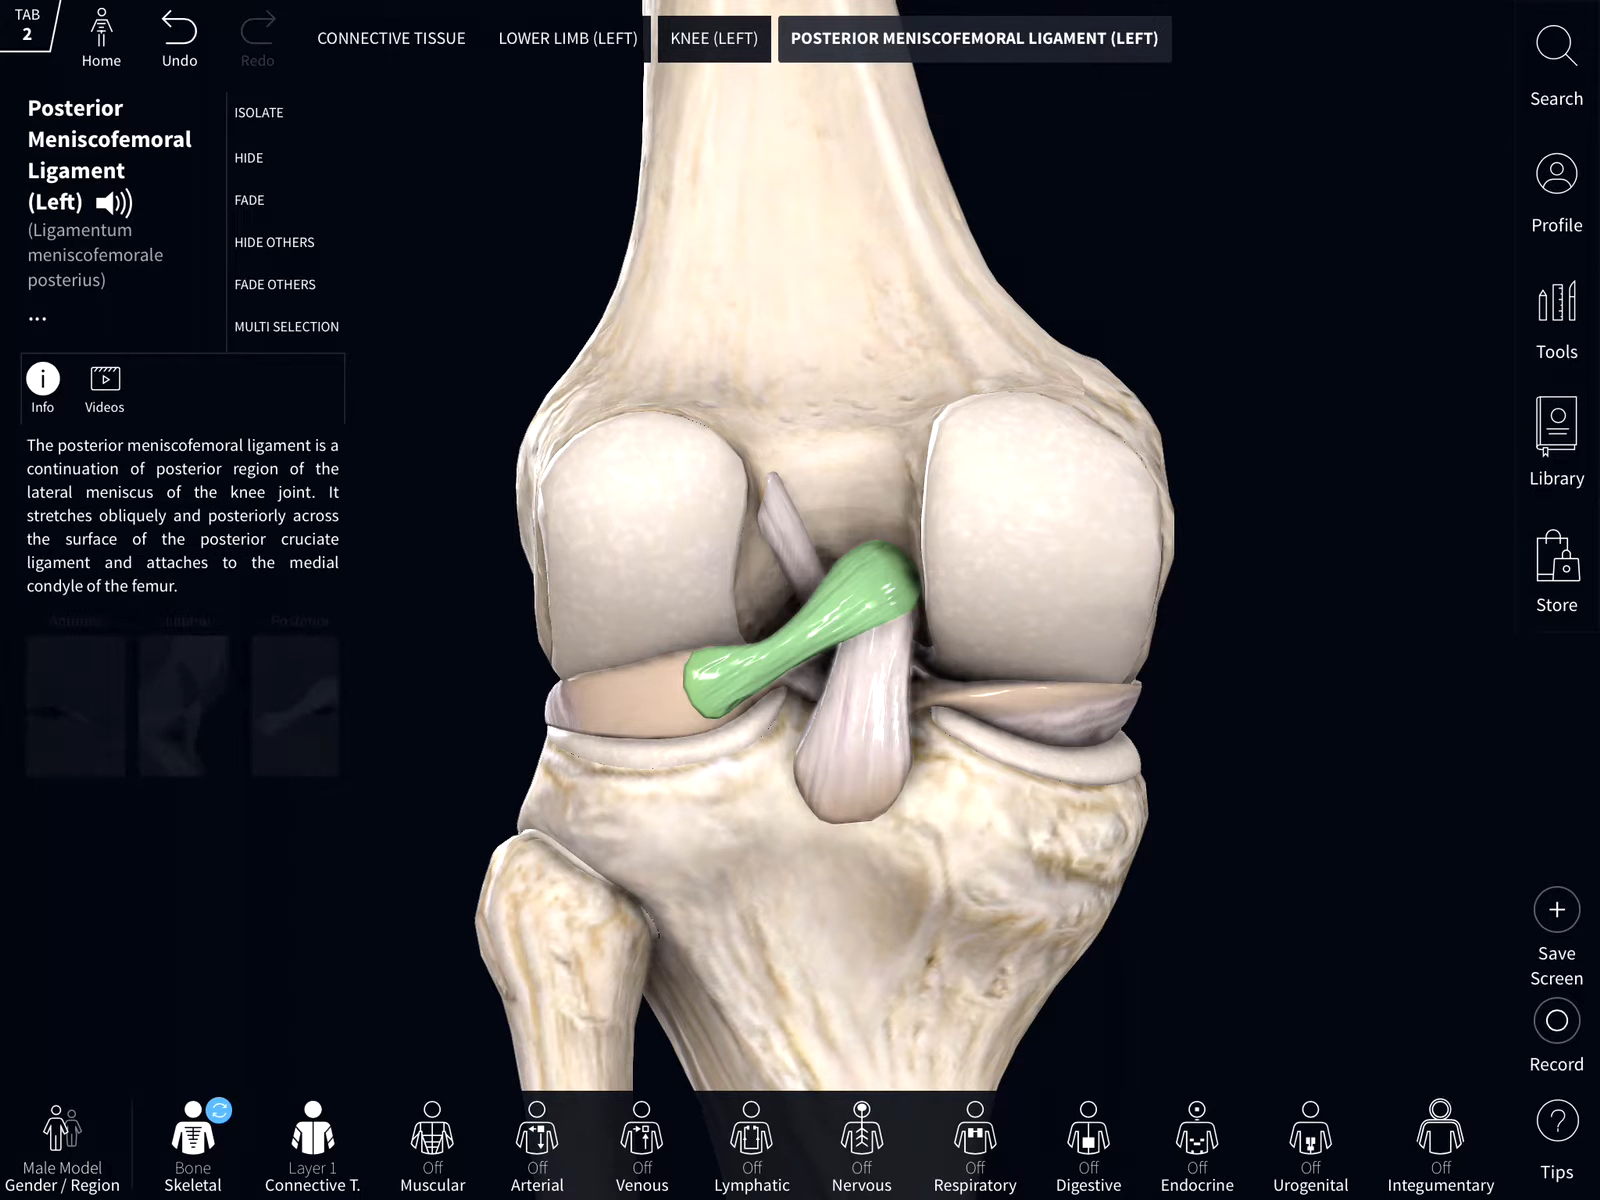 TAB
2
Home
Undo
Redo
CONNECTIVE TISSUE
LOWER LIMB (LEFT)
KNEE (LEFT)
POSTERIOR MENISCOFEMORAL LIGAMENT (LEFT)
Posterior
Meniscofemoral
Ligament
(Left)
(Ligamentum
meniscofemorale
posterius)
...
ISOLATE
HIDE
FADE
HIDE OTHERS
FADE OTHERS
MULTI SELECTION
Info
Videos
The posterior meniscofemoral ligament is a
continuation of posterior region of the
lateral meniscus of the knee joint. It
stretches obliquely and posteriorly across
the surface of the posterior cruciate
ligament and attaches to the medial
condyle of the femur.
Posterior
Search
Profile
Tools
Library
Store
Save
Screen
Record
Tips
Male Model
Gender / Region
Bone
Skeletal
Layer 1
Connective T.
Off
Muscular
Off
Arterial
Off
Venous
Off
Lymphatic
Off
Nervous
Off
Respiratory
Off
Digestive
Off
Endocrine
Off
Urogenital
Off
Integumentary